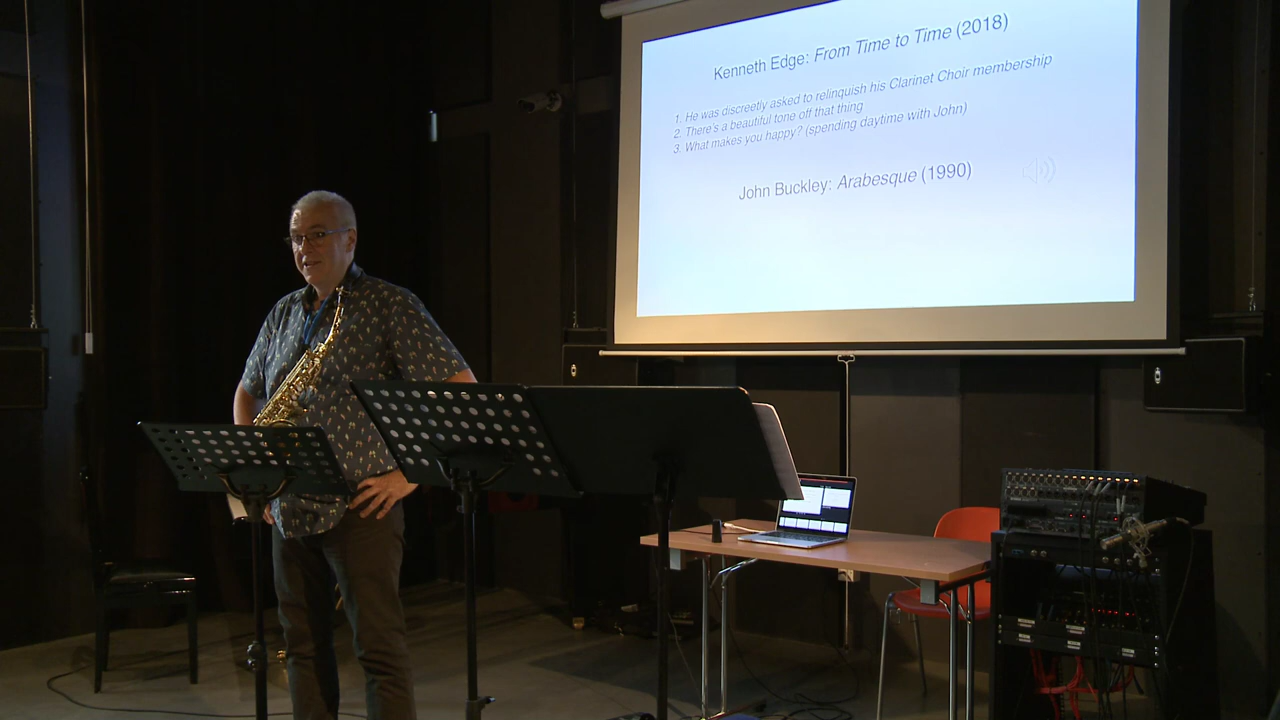 Kenneth Edge: From Time to Time (2018)
1. He was discreetly asked to relinquish his Clarinet Choir membership
2. There's a beautiful tone off that thing
3. What makes you happy? (spending daytime with John)
John Buckley: Arabesque (1990)